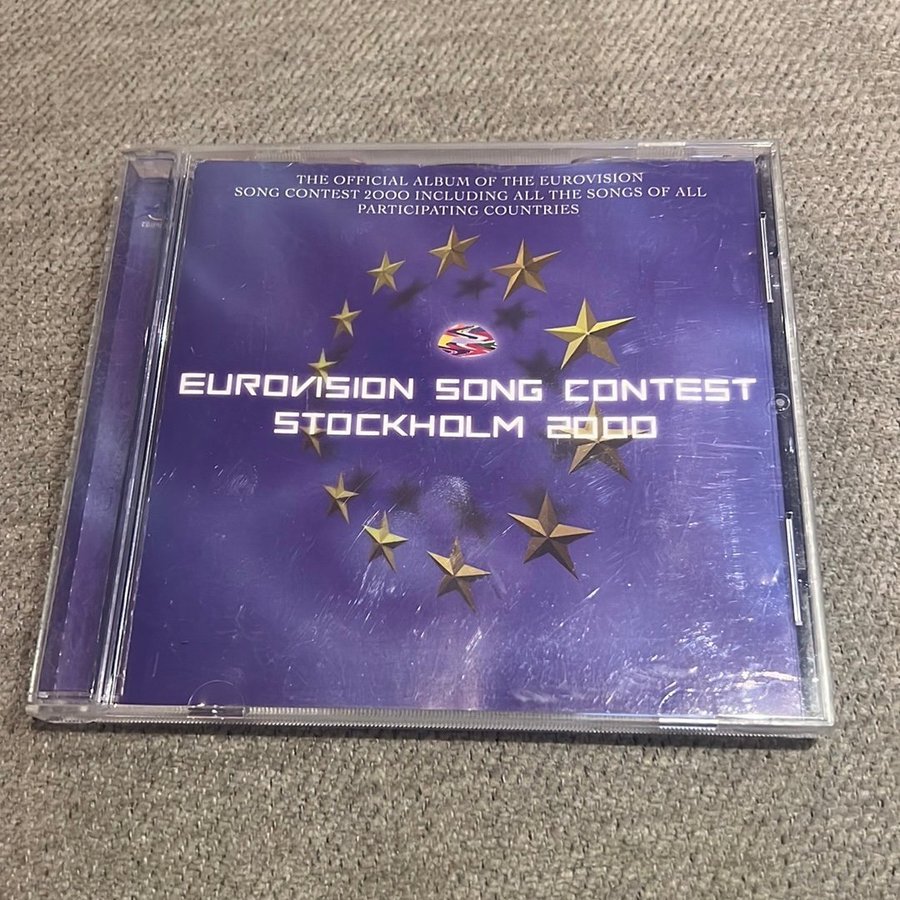 THE OFFICIAL ALBUM OF THE EUROVISION
SONG CONTEST 2000 INCLUDING ALL THE SONGS OF ALL
PARTICIPATING COUNTRIES
EUROVISION SONG CONTEST
STOCKHOLM 2000